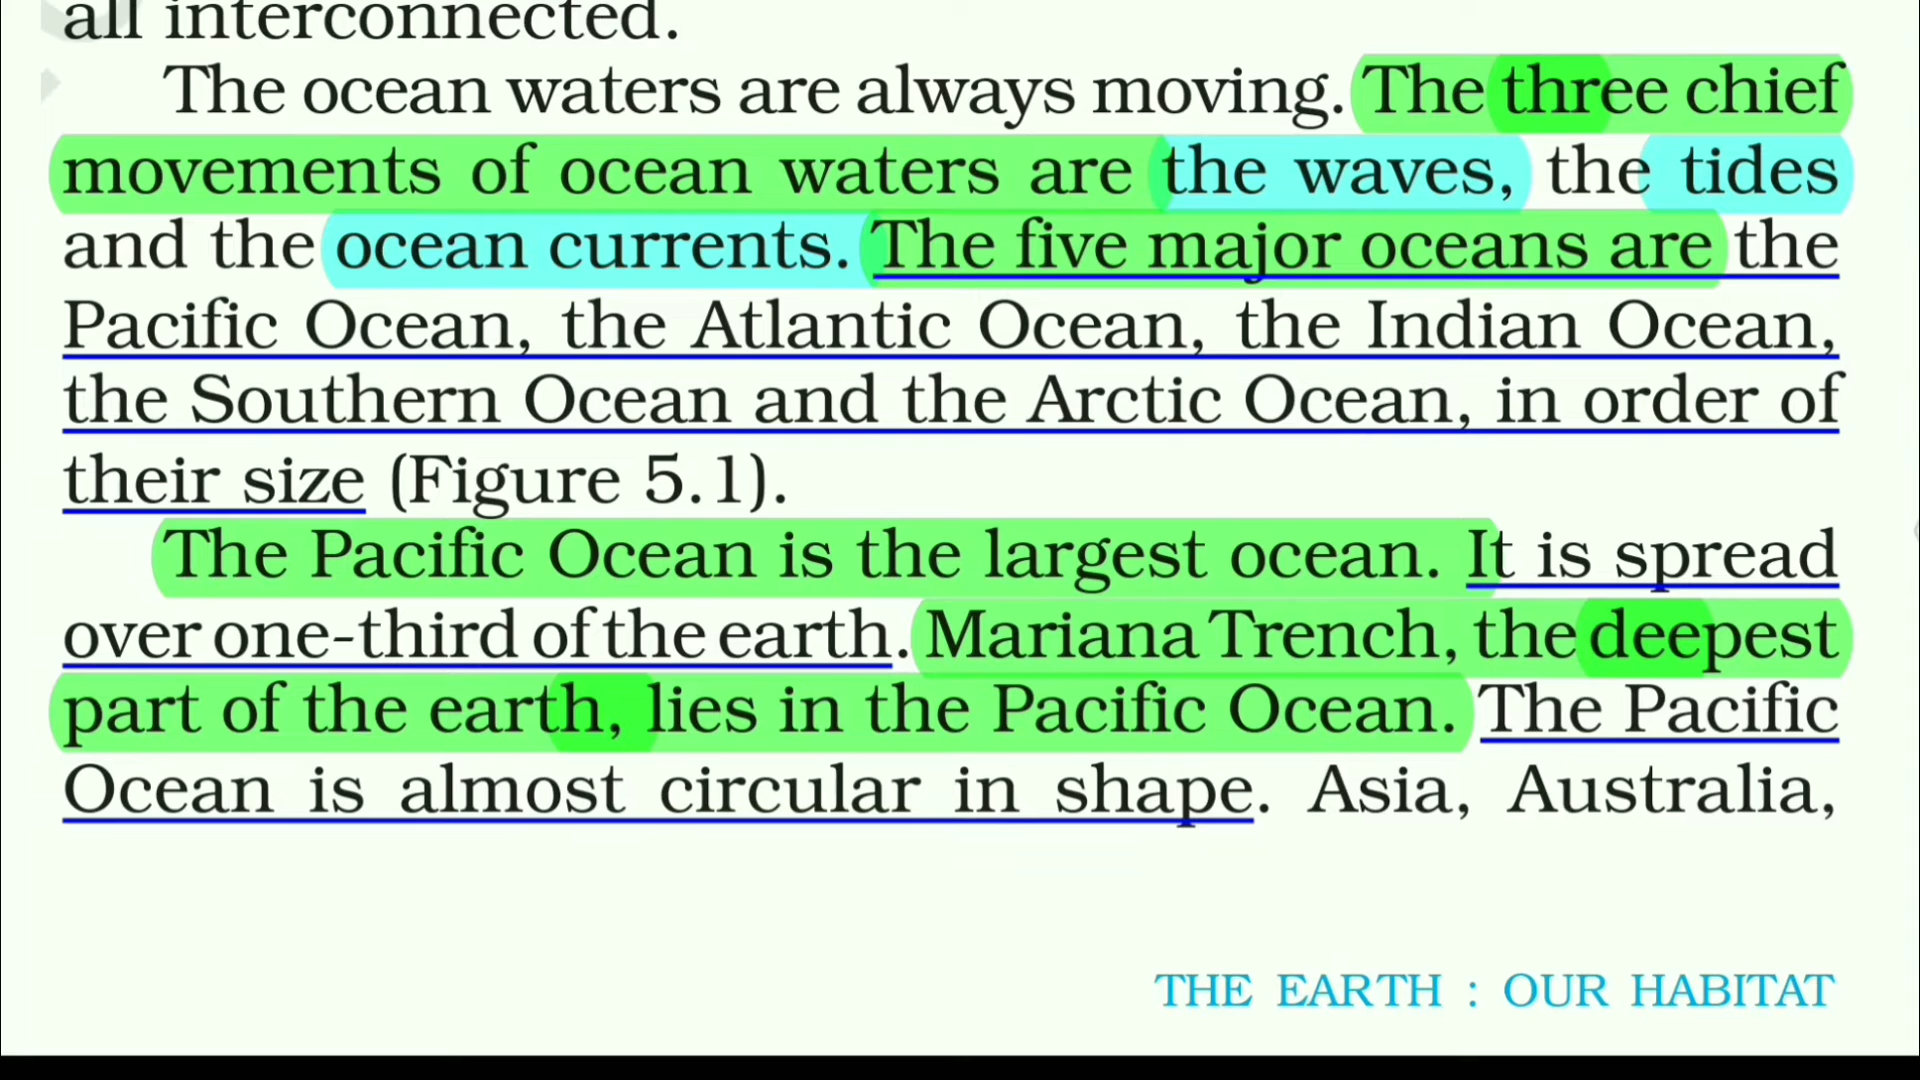 all interconnected.
The ocean waters are always moving. The three chief
movements of ocean waters are the waves, the tides
and the ocean currents. The five major oceans are the
Pacific Ocean, the Atlantic Ocean, the Indian Ocean,
the Southern Ocean and the Arctic Ocean, in order of
their size (Figure 5.1).
The Pacific Ocean is the largest ocean. It is spread
over one-third of the earth. Mariana Trench, the deepest
part of the earth, lies in the Pacific Ocean. The Pacific
Ocean is almost circular in shape. Asia, Australia,
THE EARTH : OUR HABITAT